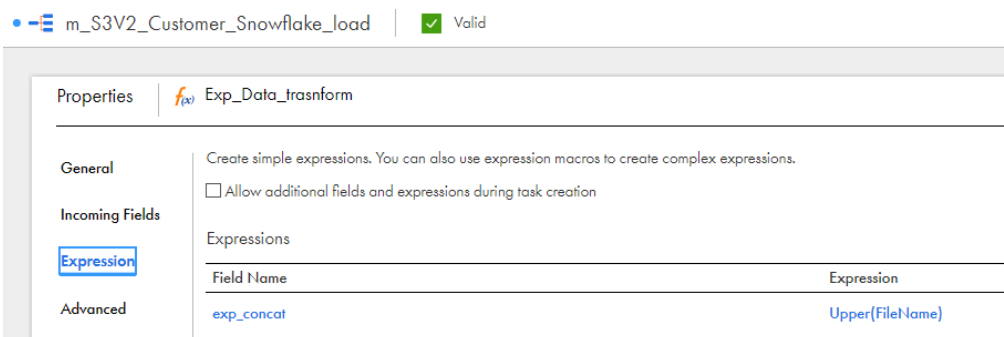 m_S3V2_Customer_Snowflake_load Valid
Properties f(x) Exp_Data_trasnform
General
Create simple expressions. You can also use expression macros to create complex expressions.
Allow additional fields and expressions during task creation
Incoming Fields
Expressions
Expression
Field Name Expression
Advanced
exp_concat Upper(FileName)